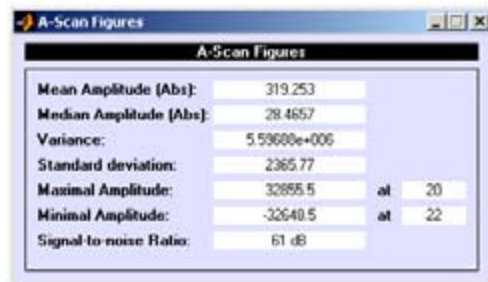 A-Scan Figures
A-Scan Figures
Mean Amplitude (Abs): 319.253
Median Amplitude (Abs): 28.4657
Variance: 5.59688e+006
Standard deviation: 2365.77
Maximal Amplitude: 32855.5 at 20
Minimal Amplitude: -32648.5 at 22
Signal-to-noise Ratio: 61 dB